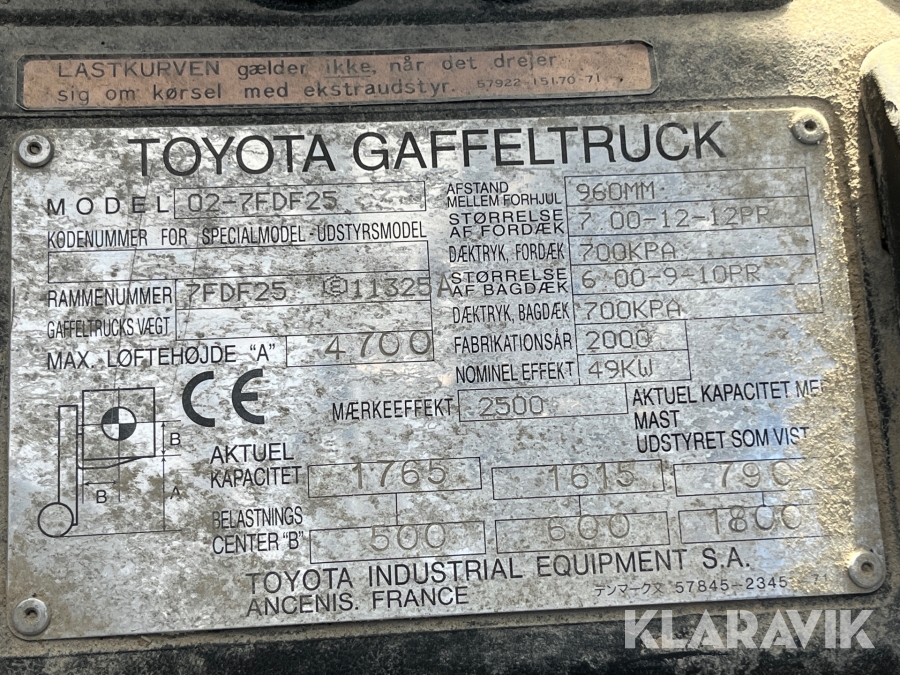 LASTKURVEN gælder ikke, når det drejer
sig om kørsel med ekstraudstyr. 57922-15170-71
TOYOTA GAFFELTRUCK
MODEL 02-7FDF25
KODENUMMER FOR SPECIALMODEL-UDSTYRSMODEL
RAMMENUMMER 7FDF25 11325A
GAFFELTRUCKS VÆGT
MAX. LØFTEHØJDE "A" 4,700
AFSTAND MELLEM FORHJUL 960MM
STØRRELSE AF FORDÆK 7.00-12-12PR
DÆKTRYK, FORDÆK 700KPA
STØRRELSE AF BAGDÆK 6.00-9-10PR
DÆKTRYK, BAGDÆK 700KPA
FABRIKATIONSÅR 2000
NOMINEL EFFEKT 49KW
CE
MÆRKEEFFEKT 2500
AKTUEL KAPACITET ME
MAST
UDSTYRET SOM VIST
B
B
A
AKTUEL
KAPACITET 1765 1615 790
BELASTNINGS
CENTER "B" 500 600 1800
TOYOTA INDUSTRIAL EQUIPMENT S.A.
ANCENIS. FRANCE
デンマーク文 57845-2345 -71
KLARAVIK